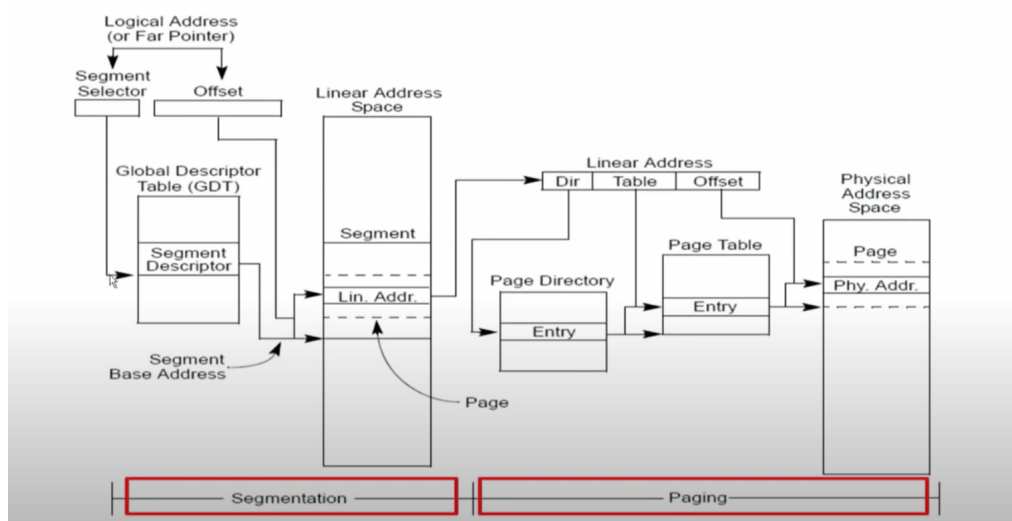 Logical Address
(or Far Pointer)
Segment
Selector
Offset
Linear Address
Space
Global Descriptor
Table (GDT)
Segment
Descriptor
Segment
Lin. Addr.
Segment
Base Address
Page
Linear Address
Dir
Table
Offset
Page Directory
Entry
Page Table
Entry
Physical
Address
Space
Page
Phy. Addr.
Segmentation
Paging